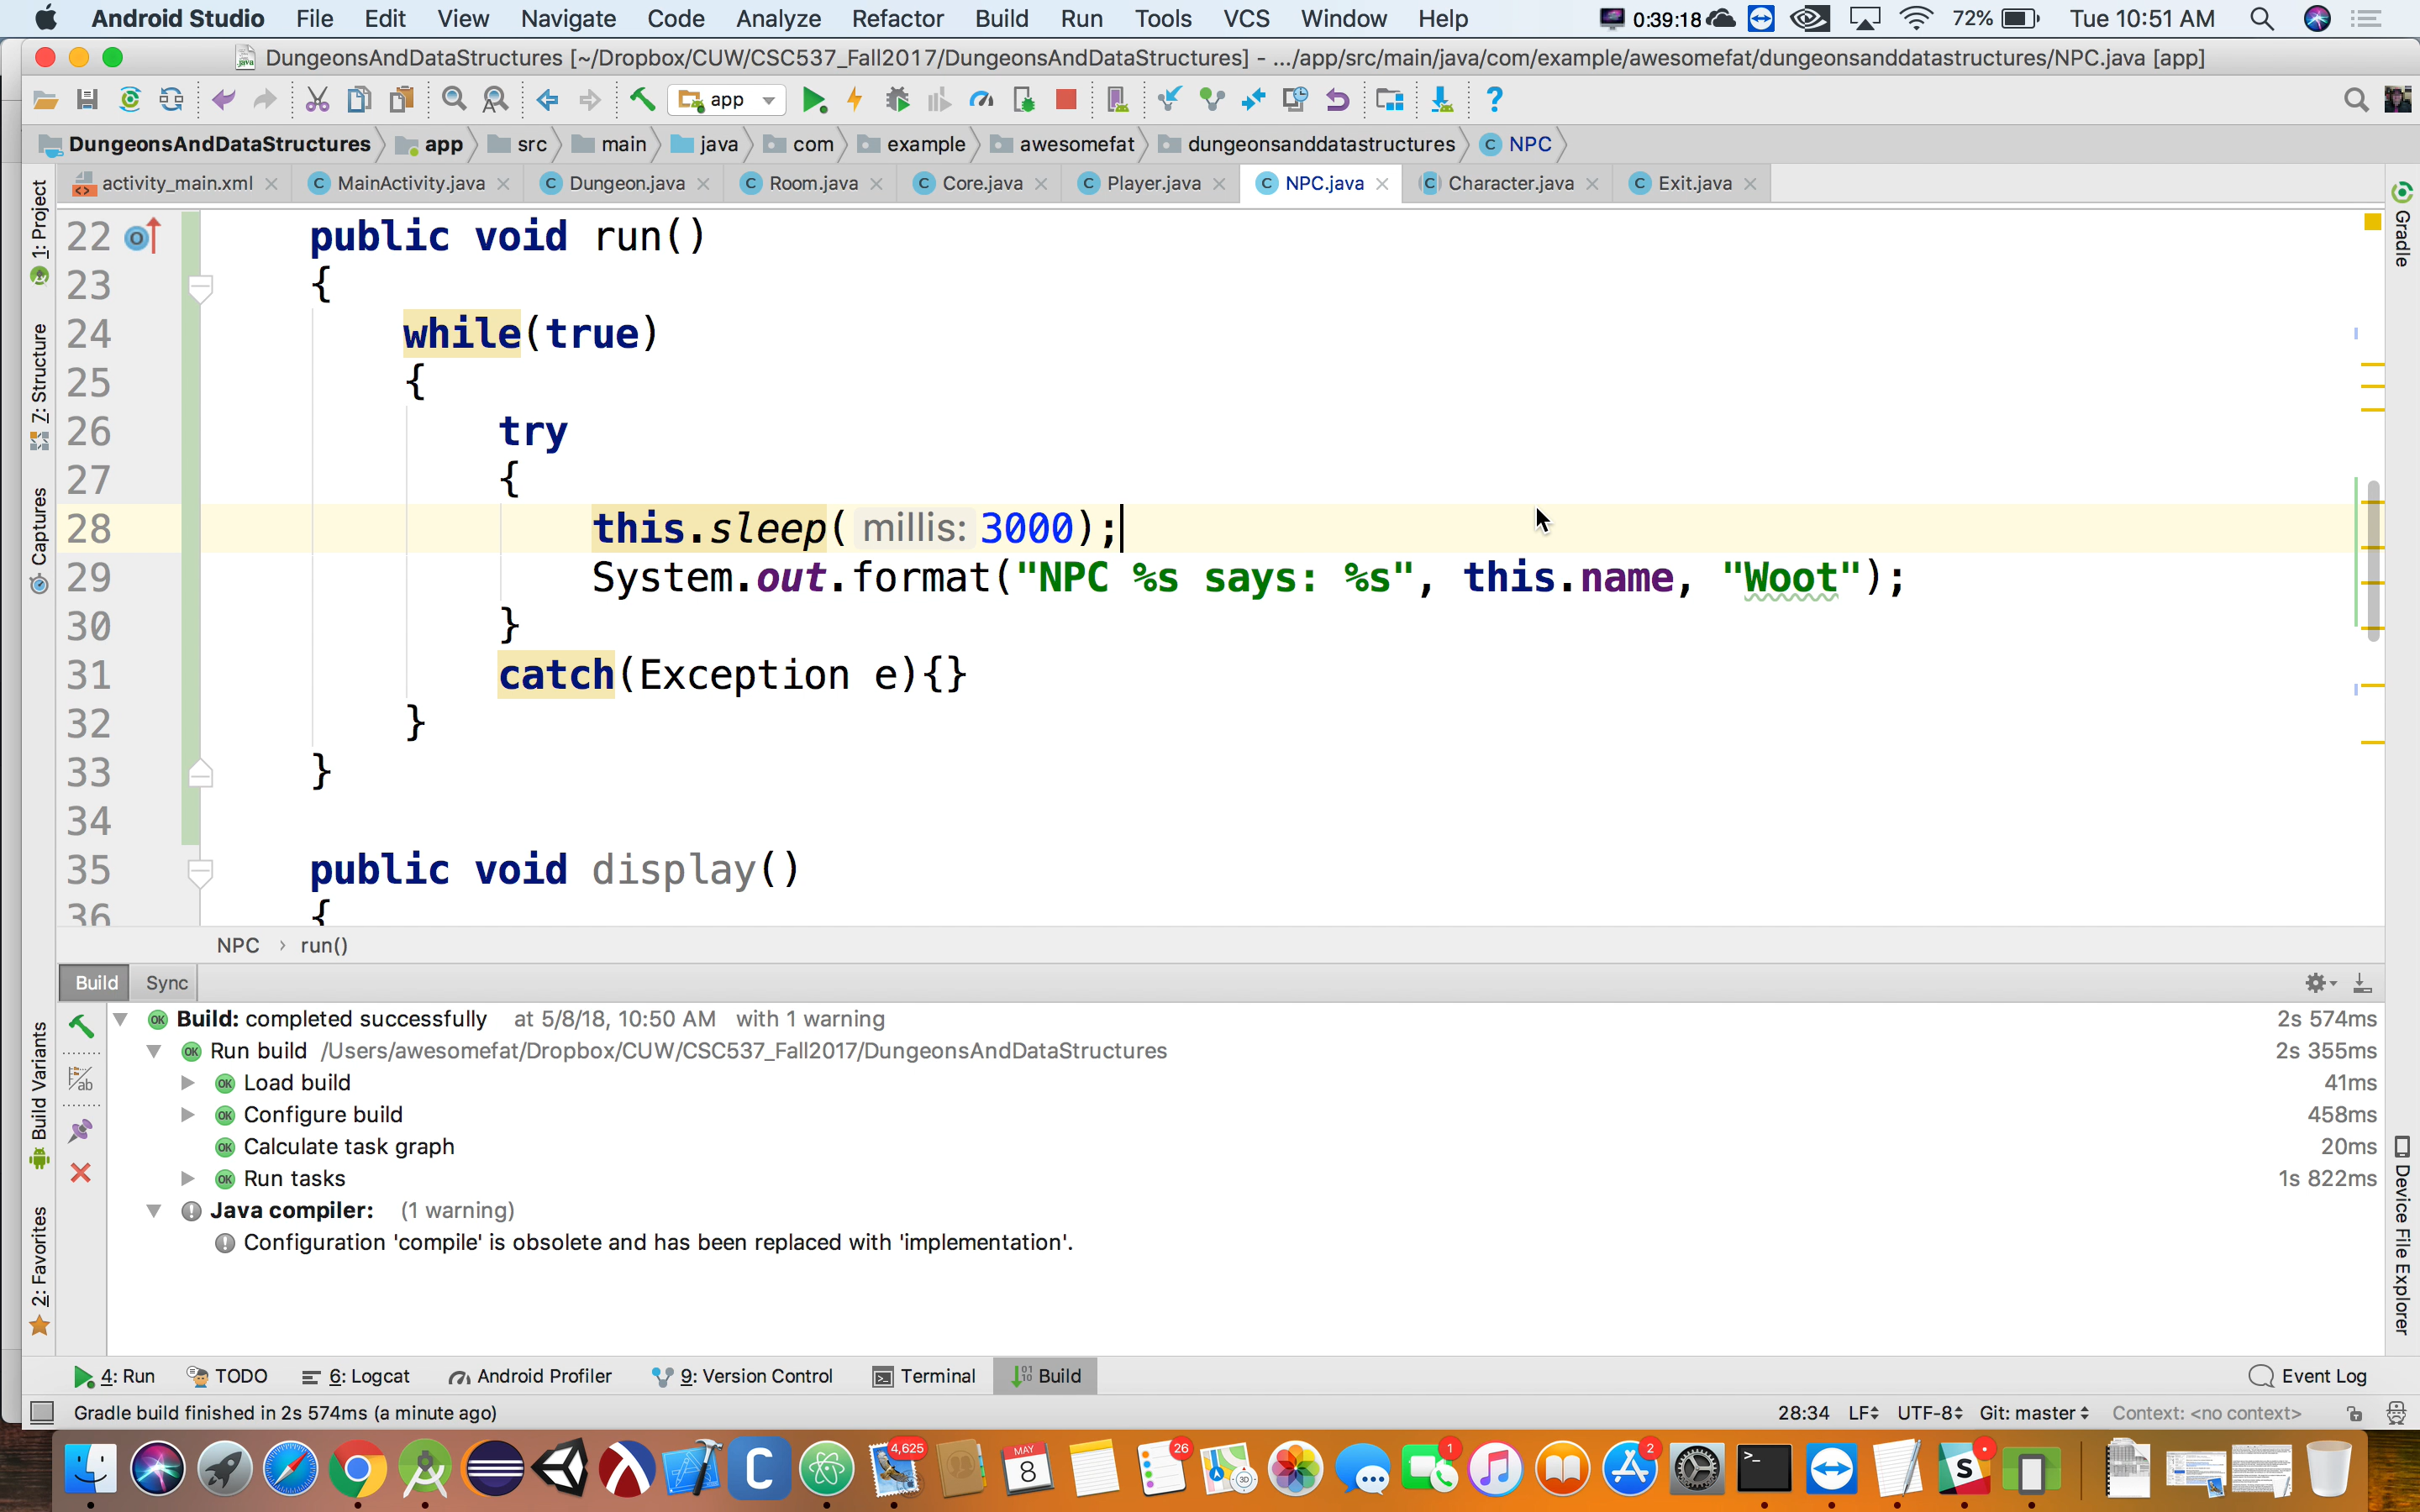 Android Studio File Edit View Navigate Code Analyze Refactor Build Run Tools VCS Window Help 0:39:18 72% Tue 10:51 AM
DungeonsAndDataStructures [~/Dropbox/CUW/CSC537_Fall2017/DungeonsAndDataStructures] - .../app/src/main/java/com/example/awesomefat/dungeonsanddatastructures/NPC.java [app]
app
DungeonsAndDataStructures app src main java com example awesomefat dungeonsanddatastructures NPC
activity_main.xml MainActivity.java Dungeon.java Room.java Core.java Player.java NPC.java Character.java Exit.java
1: Project
7: Structure
Captures
Build Variants
2: Favorites
Gradle
Device File Explorer
22 public void run()
23 {
24 while(true)
25 {
26 try
27 {
28 this.sleep( millis: 3000);
29 System.out.format("NPC %s says: %s", this.name, "Woot");
30 }
31 catch(Exception e){}
32 }
33 }
34
35 public void display()
36 {
NPC › run()
Build Sync
Build: completed successfully at 5/8/18, 10:50 AM with 1 warning 2s 574ms
Run build /Users/awesomefat/Dropbox/CUW/CSC537_Fall2017/DungeonsAndDataStructures 2s 355ms
Load build 41ms
Configure build 458ms
Calculate task graph 20ms
Run tasks 1s 822ms
Java compiler: (1 warning)
Configuration 'compile' is obsolete and has been replaced with 'implementation'.
4: Run TODO 6: Logcat Android Profiler 9: Version Control Terminal Build Event Log
Gradle build finished in 2s 574ms (a minute ago) 28:34 LF UTF-8 Git: master Context: <no context>
4,625 MAY 8 26 3D 1 2